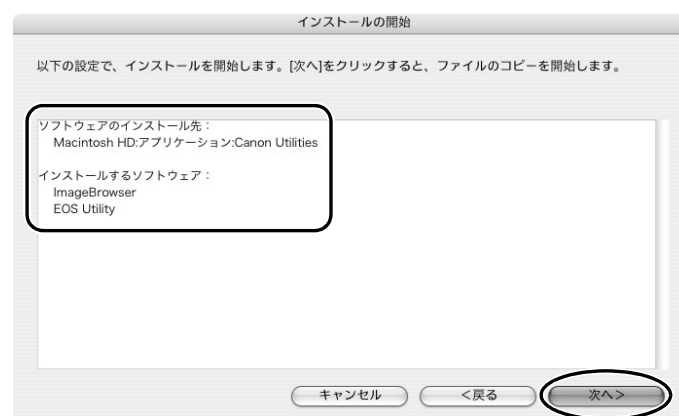 インストールの開始
以下の設定で、インストールを開始します。[次へ]をクリックすると、ファイルのコピーを開始します。
ソフトウェアのインストール先：
Macintosh HD:アプリケーション:Canon Utilities
インストールするソフトウェア：
ImageBrowser
EOS Utility
キャンセル
<戻る
次へ>